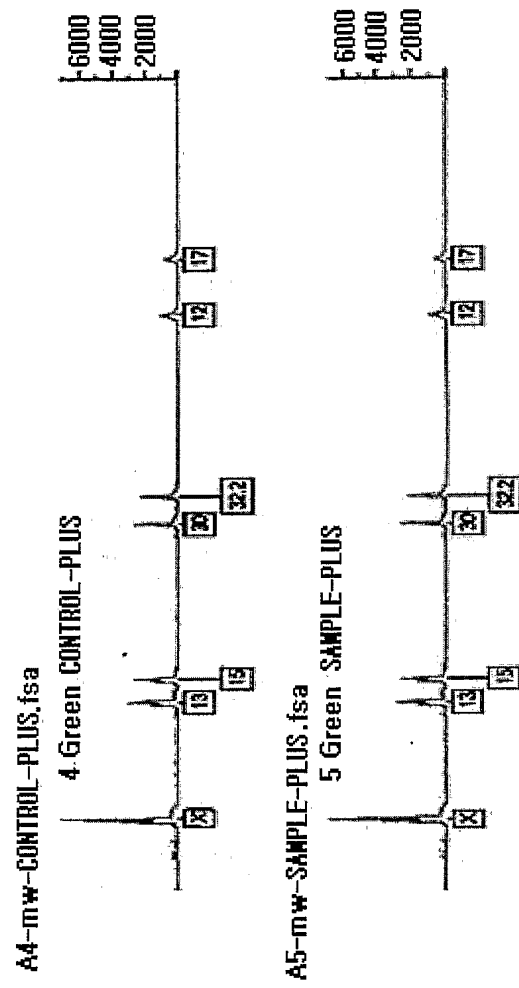 A4-mw-CONTROL-PLUS.fsa
4 Green CONTROL-PLUS
6000
4000
2000
X 13 15 30 32.2 12 17
A5-mw-SAMPLE-PLUS.fsa
5 Green SAMPLE-PLUS
6000
4000
2000
X 13 15 30 32.2 12 17